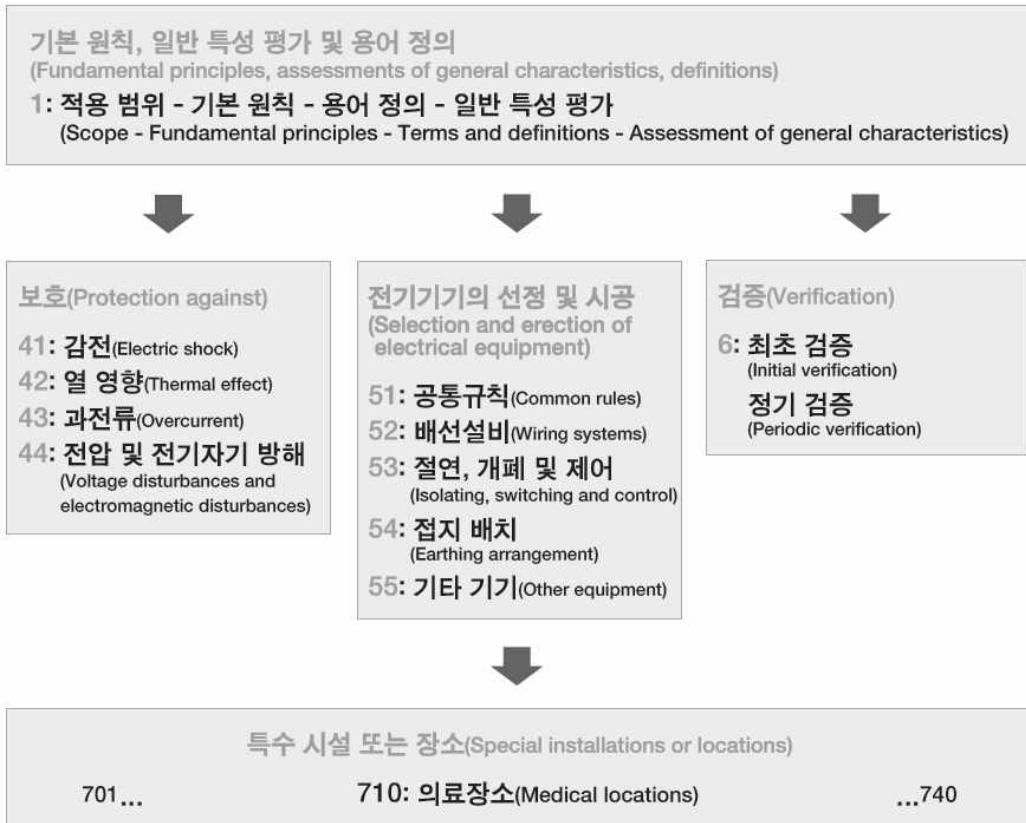 기본 원칙, 일반 특성 평가 및 용어 정의
(Fundamental principles, assessments of general characteristics, definitions)
1: 적용 범위 - 기본 원칙 - 용어 정의 - 일반 특성 평가
(Scope - Fundamental principles - Terms and definitions - Assessment of general characteristics)
보호(Protection against)
41: 감전(Electric shock)
42: 열 영향(Thermal effect)
43: 과전류(Overcurrent)
44: 전압 및 전기자기 방해
(Voltage disturbances and
electromagnetic disturbances)
전기기기의 선정 및 시공
(Selection and erection of
electrical equipment)
51: 공통규칙(Common rules)
52: 배선설비(Wiring systems)
53: 절연, 개폐 및 제어
(Isolating, switching and control)
54: 접지 배치
(Earthing arrangement)
55: 기타 기기(Other equipment)
검증(Verification)
6: 최초 검증
(Initial verification)
정기 검증
(Periodic verification)
특수 시설 또는 장소(Special installations or locations)
701... 710: 의료장소(Medical locations) ...740